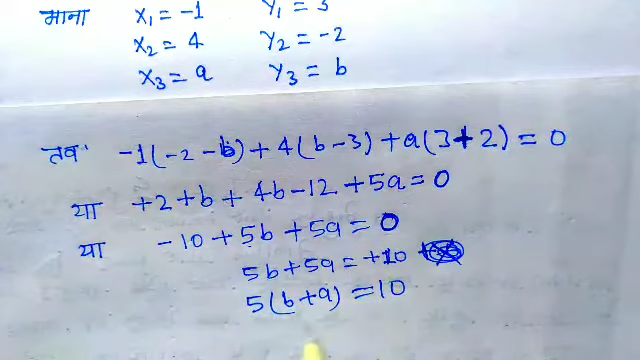 माना x₁ = -1 y₁ = 3
x₂ = 4 y₂ = -2
x₃ = a y₃ = b
तब -1(-2-b) + 4(b-3) + a(3+2) = 0
या +2+b+4b-12+5a=0
या -10+5b+5a=0
5b+5a=+10
5(b+a)=10